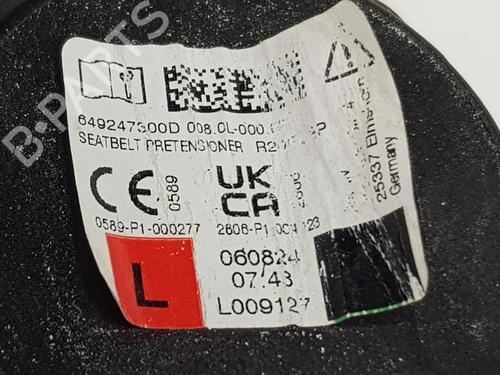 B-PARTS
649247300D 008.0L-000.
SEATBELT PRETENSIONER
CE
0589
UK
CA
0589-P1-000277
25337 Elmshorn
Germany
L
060824
07:43
L009127